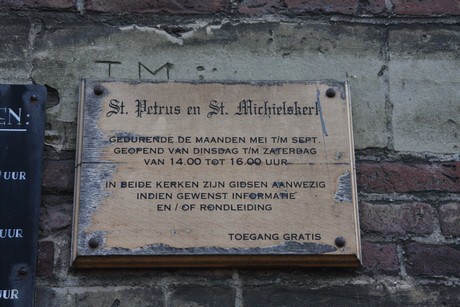 EN:
UUR
UUR
UUR
TM
St. Petrus en St. Michielskerk
GEDURENDE DE MAANDEN MEI T/M SEPT.
GEOPEND VAN DINSDAG T/M ZATERDAG
VAN 14.00 TOT 16.00 UUR
IN BEIDE KERKEN ZIJN GIDSEN AANWEZIG
INDIEN GEWENST INFORMATIE
EN / OF RONDLEIDING
TOEGANG GRATIS